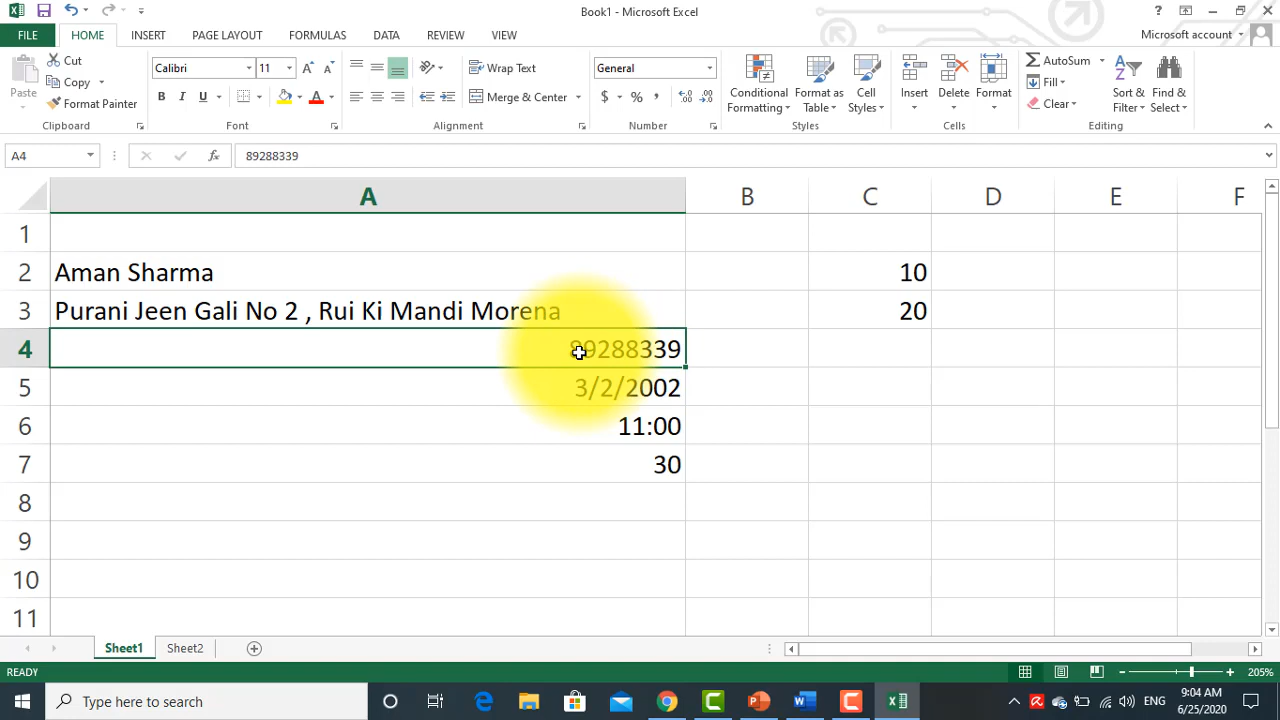 Book1 - Microsoft Excel
FILE HOME INSERT PAGE LAYOUT FORMULAS DATA REVIEW VIEW Microsoft account
Paste Cut Copy Format Painter Clipboard
Calibri 11 B I U A Font
Wrap Text Merge & Center Alignment
General $ % , Number
Conditional Formatting Format as Table Cell Styles Styles
Insert Delete Format Cells
AutoSum Fill Clear Sort & Filter Find & Select Editing
A4 fx 89288339
A B C D E F
1
2 Aman Sharma 10
3 Purani Jeen Gali No 2 , Rui Ki Mandi Morena 20
4 89288339
5 3/2/2002
6 11:00
7 30
8
9
10
11
Sheet1 Sheet2
READY 205%
Type here to search ENG 9:04 AM
6/25/2020